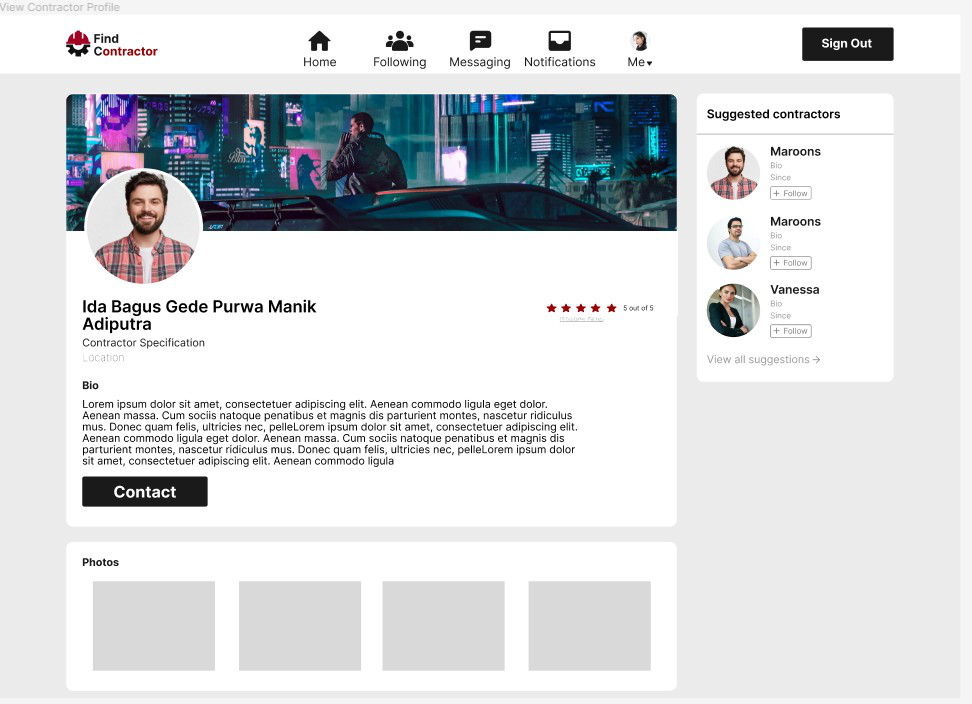 View Contractor Profile
Find
Contractor
Home
Following
Messaging
Notifications
Me
Sign Out
Ida Bagus Gede Purwa Manik
Adiputra
5 out of 5
Contractor Specification
Location
Bio
Lorem ipsum dolor sit amet, consectetuer adipiscing elit. Aenean commodo ligula eget dolor.
Aenean massa. Cum sociis natoque penatibus et magnis dis parturient montes, nascetur ridiculus
mus. Donec quam felis, ultricies nec, pelleLorem ipsum dolor sit amet, consectetuer adipiscing elit.
Aenean commodo ligula eget dolor. Aenean massa. Cum sociis natoque penatibus et magnis dis
parturient montes, nascetur ridiculus mus. Donec quam felis, ultricies nec, pelleLorem ipsum dolor
sit amet, consectetuer adipiscing elit. Aenean commodo ligula
Contact
Photos
Suggested contractors
Maroons
Bio
Since
+ Follow
Maroons
Bio
Since
+ Follow
Vanessa
Bio
Since
+ Follow
View all suggestions →